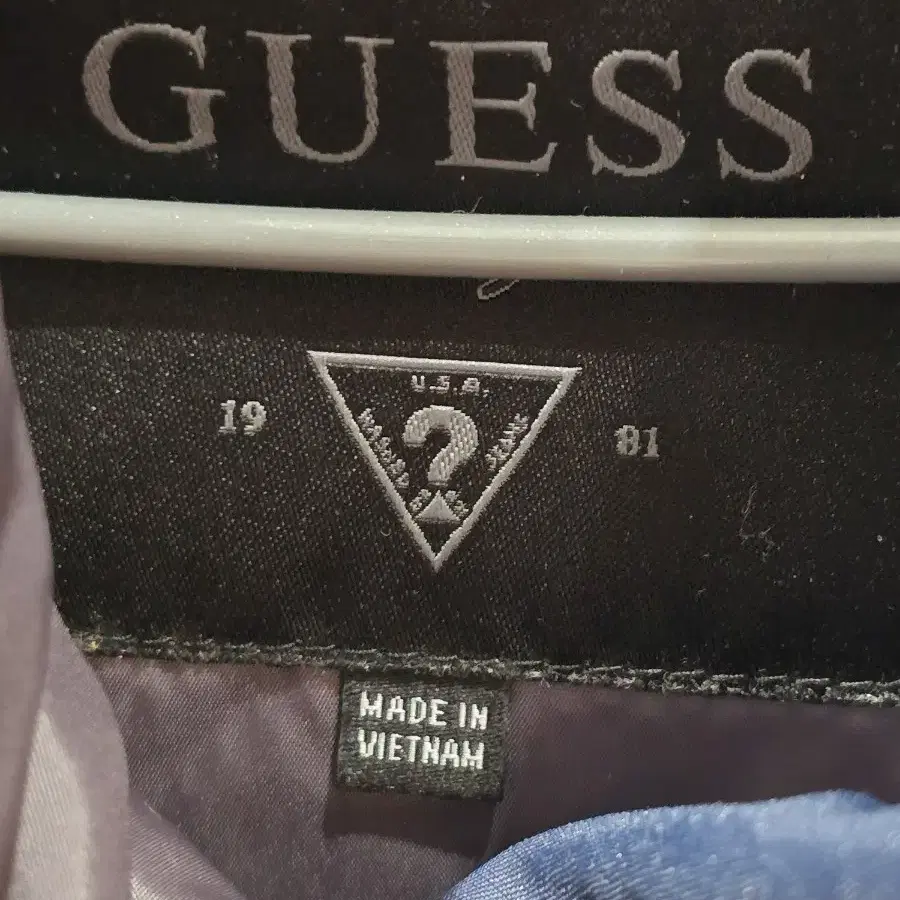 GUESS
19 81
U.S.A.
?
MADE IN
VIETNAM